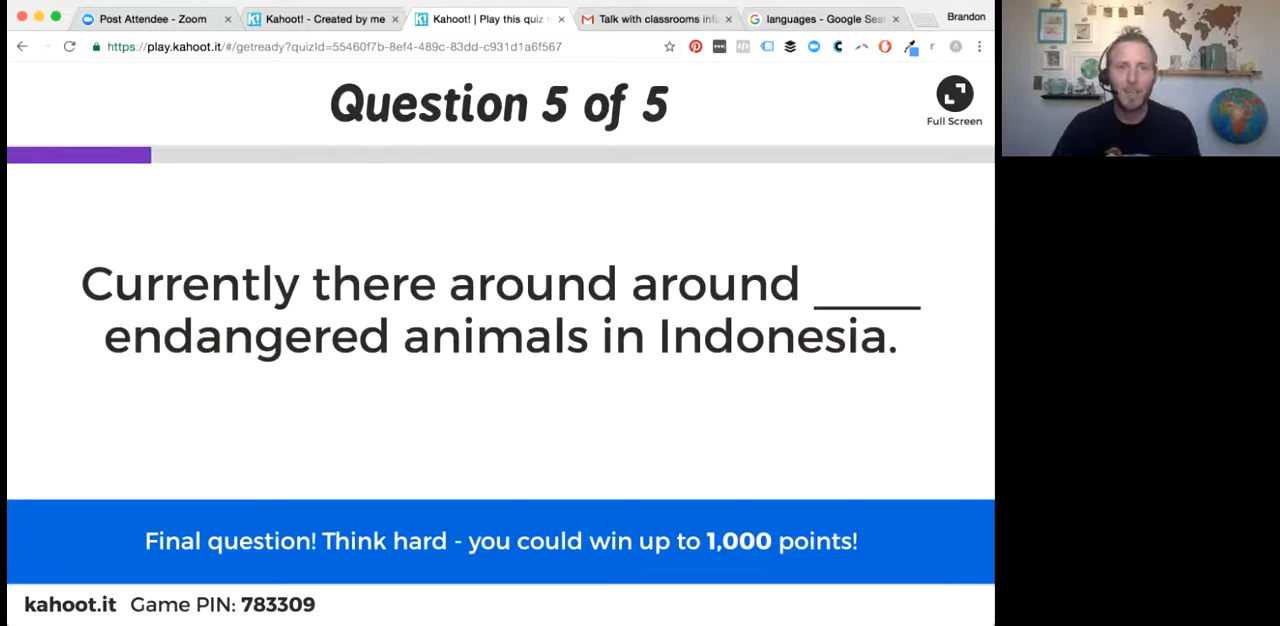 Post Attendee - Zoom
Kahoot! - Created by me
Kahoot! | Play this quiz
Talk with classrooms info
languages - Google Sea
Brandon
https://play.kahoot.it/#/getready?quizId=55460f7b-8ef4-489c-83dd-c931d1a6f567
Question 5 of 5
Full Screen
Currently there around around _____
endangered animals in Indonesia.
Final question! Think hard - you could win up to 1,000 points!
kahoot.it Game PIN: 783309